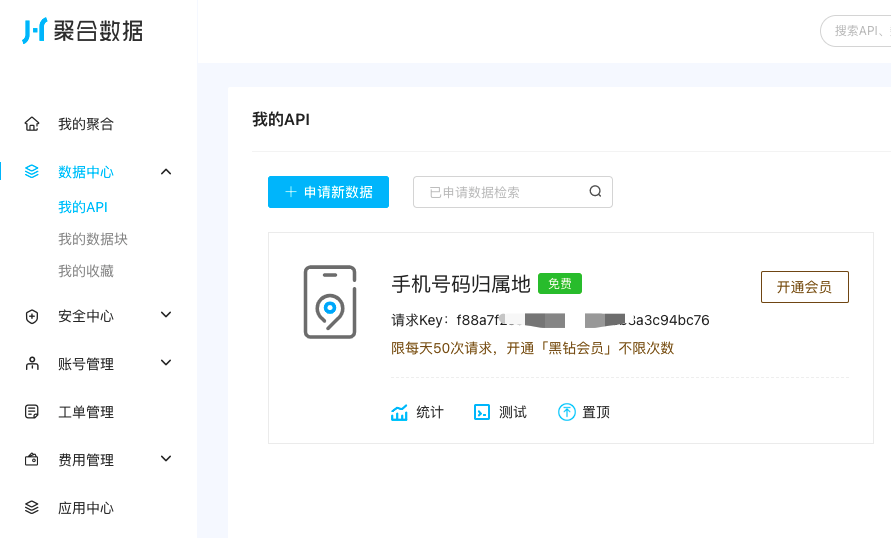 聚合数据
搜索API、
我的聚合
数据中心
我的API
我的数据块
我的收藏
安全中心
账号管理
工单管理
费用管理
应用中心
我的API
申请新数据
已申请数据检索
手机号码归属地 免费
开通会员
请求Key： f88a7f 3a3c94bc76
限每天50次请求，开通「黑钻会员」不限次数
统计 测试 置顶